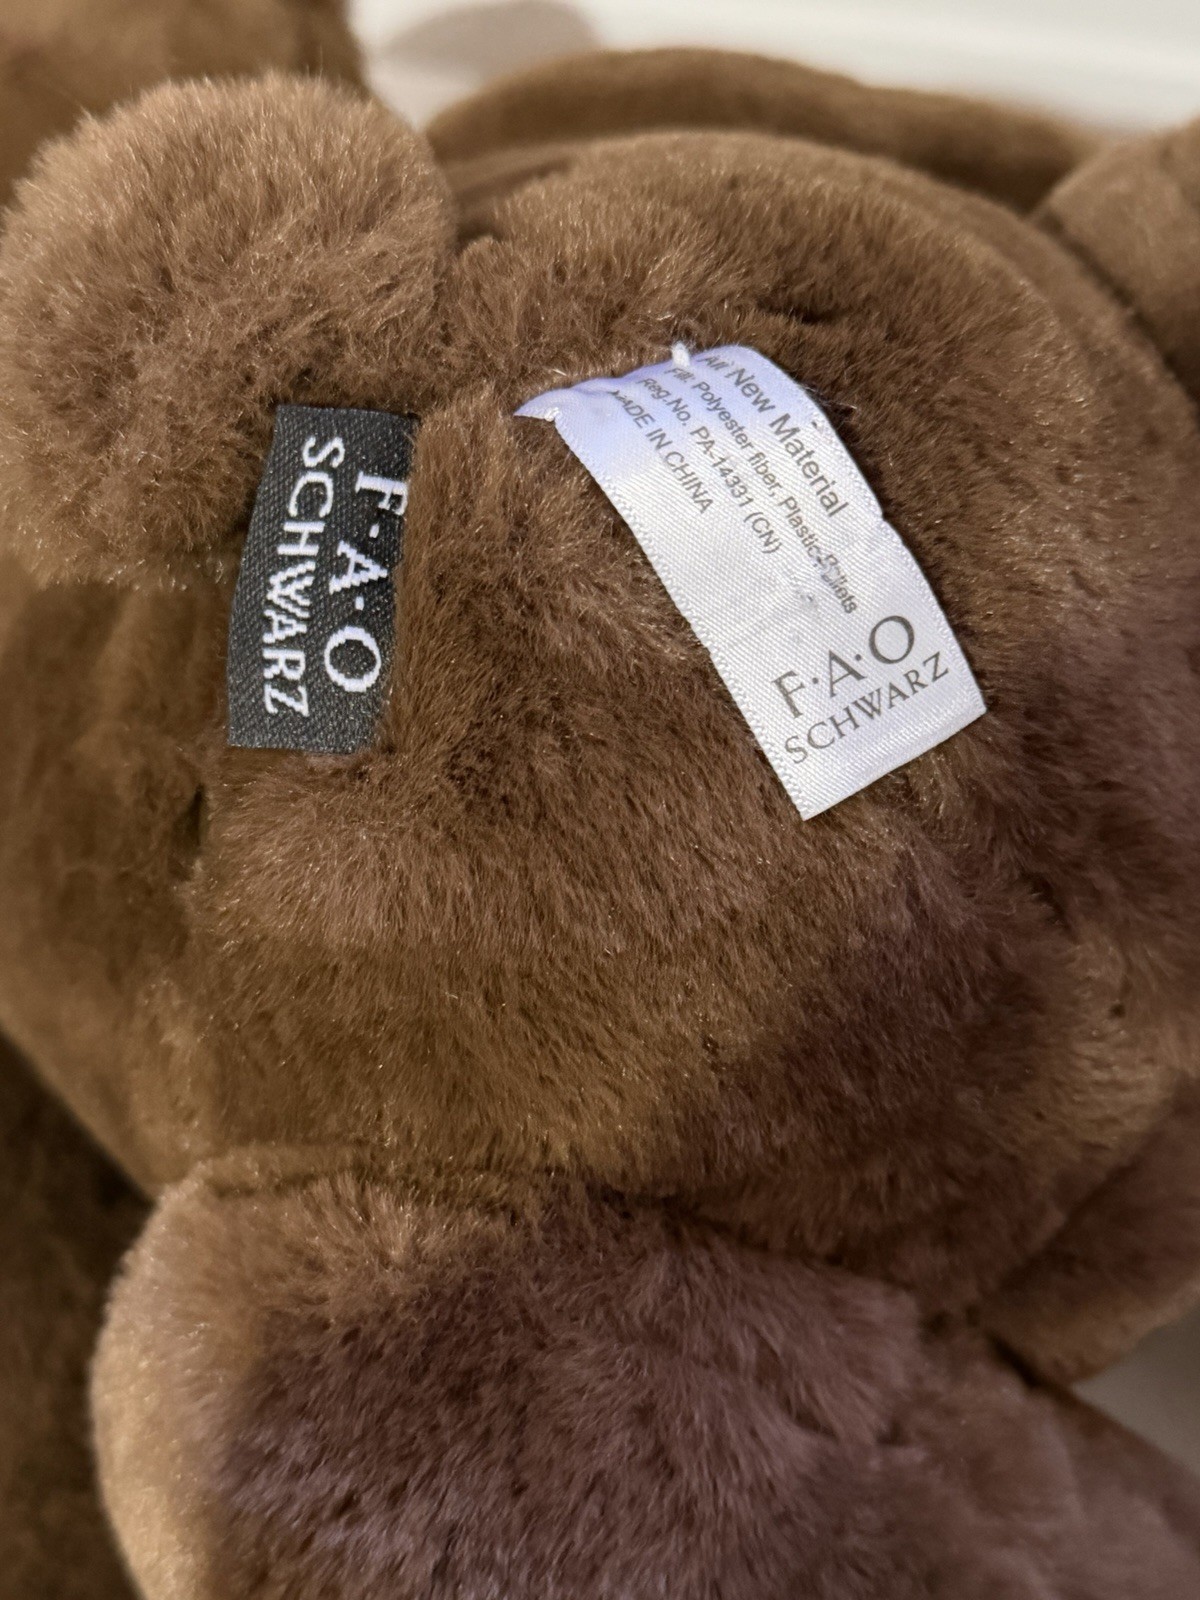 F·A·O
SCHWARZ
All New Material
Fill: Polyester fiber, Plastic Pellets
Reg.No. PA-14331 (CN)
MADE IN CHINA
F·A·O
SCHWARZ